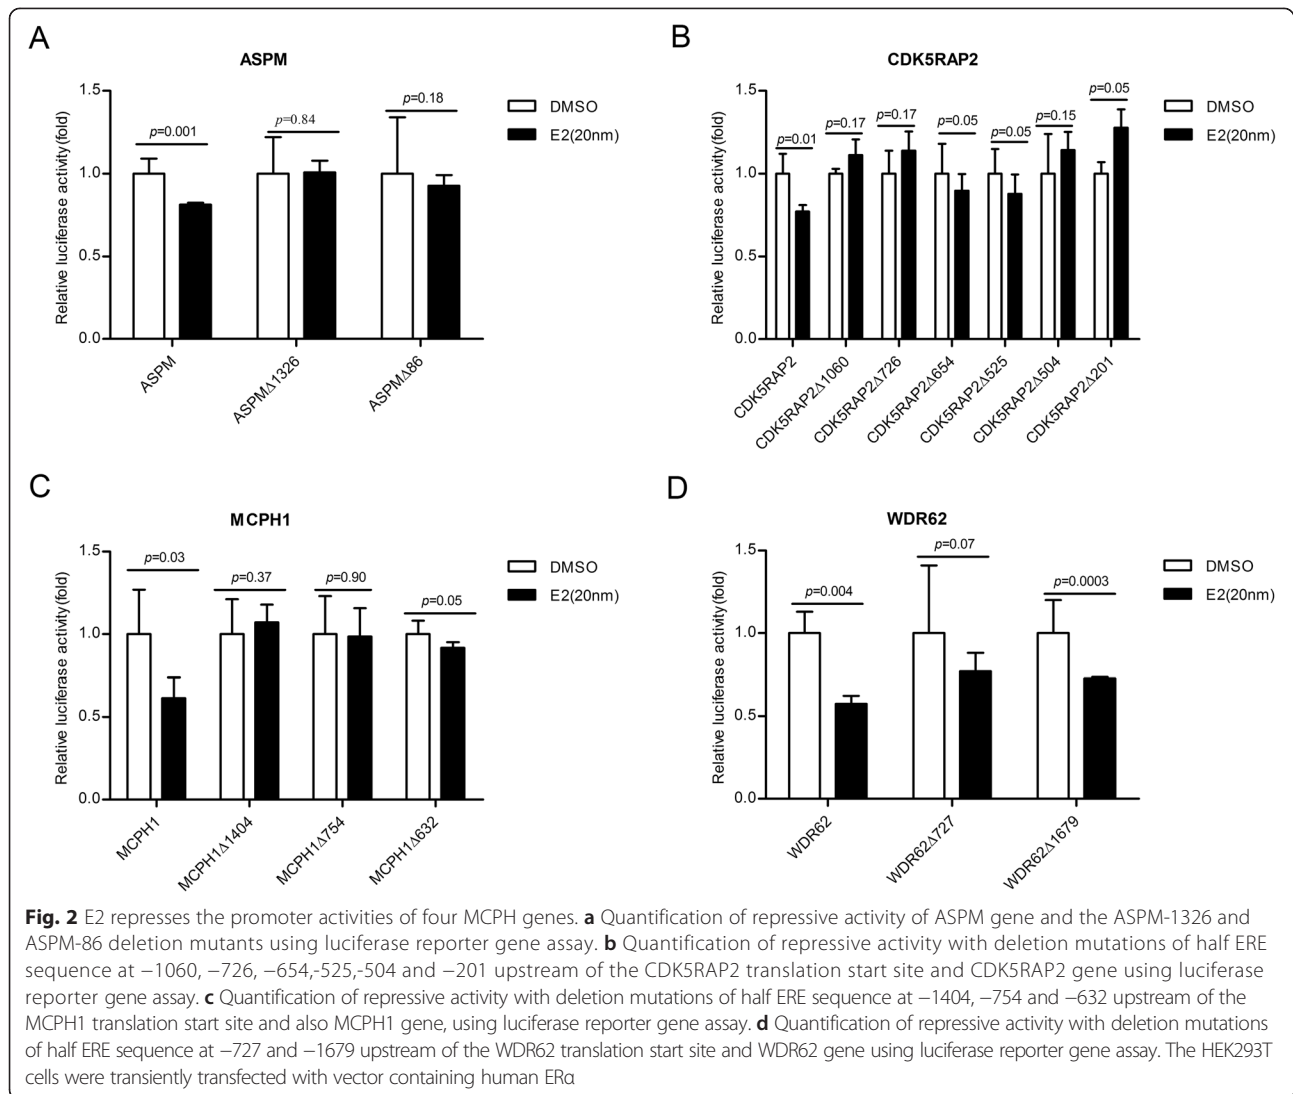 A
ASPM
1.5
1.0
0.5
0.0
Relative luciferase activity(fold)
p=0.001
p=0.84
p=0.18
DMSO
E2(20nm)
ASPM
ASPMΔ1326
ASPMΔ86
B
CDK5RAP2
1.5
1.0
0.5
0.0
Relative luciferase activity(fold)
p=0.01
p=0.17
p=0.17
p=0.05
p=0.05
p=0.15
p=0.05
DMSO
E2(20nm)
CDK5RAP2
CDK5RAP2Δ1060
CDK5RAP2Δ726
CDK5RAP2Δ654
CDK5RAP2Δ525
CDK5RAP2Δ504
CDK5RAP2Δ201
C
MCPH1
1.5
1.0
0.5
0.0
Relative luciferase activity(fold)
p=0.03
p=0.37
p=0.90
p=0.05
DMSO
E2(20nm)
MCPH1
MCPH1Δ1404
MCPH1Δ754
MCPH1Δ632
D
WDR62
1.5
1.0
0.5
0.0
Relative luciferase activity(fold)
p=0.004
p=0.07
p=0.0003
DMSO
E2(20nm)
WDR62
WDR62Δ727
WDR62Δ1679
Fig. 2 E2 represses the promoter activities of four MCPH genes. a Quantification of repressive activity of ASPM gene and the ASPM-1326 and
ASPM-86 deletion mutants using luciferase reporter gene assay. b Quantification of repressive activity with deletion mutations of half ERE
sequence at −1060, −726, −654,-525,-504 and −201 upstream of the CDK5RAP2 translation start site and CDK5RAP2 gene using luciferase
reporter gene assay. c Quantification of repressive activity with deletion mutations of half ERE sequence at −1404, −754 and −632 upstream of the
MCPH1 translation start site and also MCPH1 gene, using luciferase reporter gene assay. d Quantification of repressive activity with deletion mutations
of half ERE sequence at −727 and −1679 upstream of the WDR62 translation start site and WDR62 gene using luciferase reporter gene assay. The HEK293T
cells were transiently transfected with vector containing human ERα